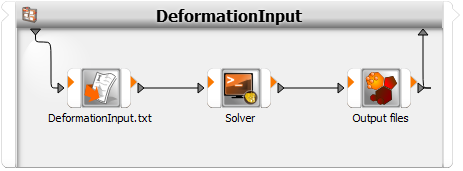 DeformationInput
DeformationInput.txt
Solver
Output files